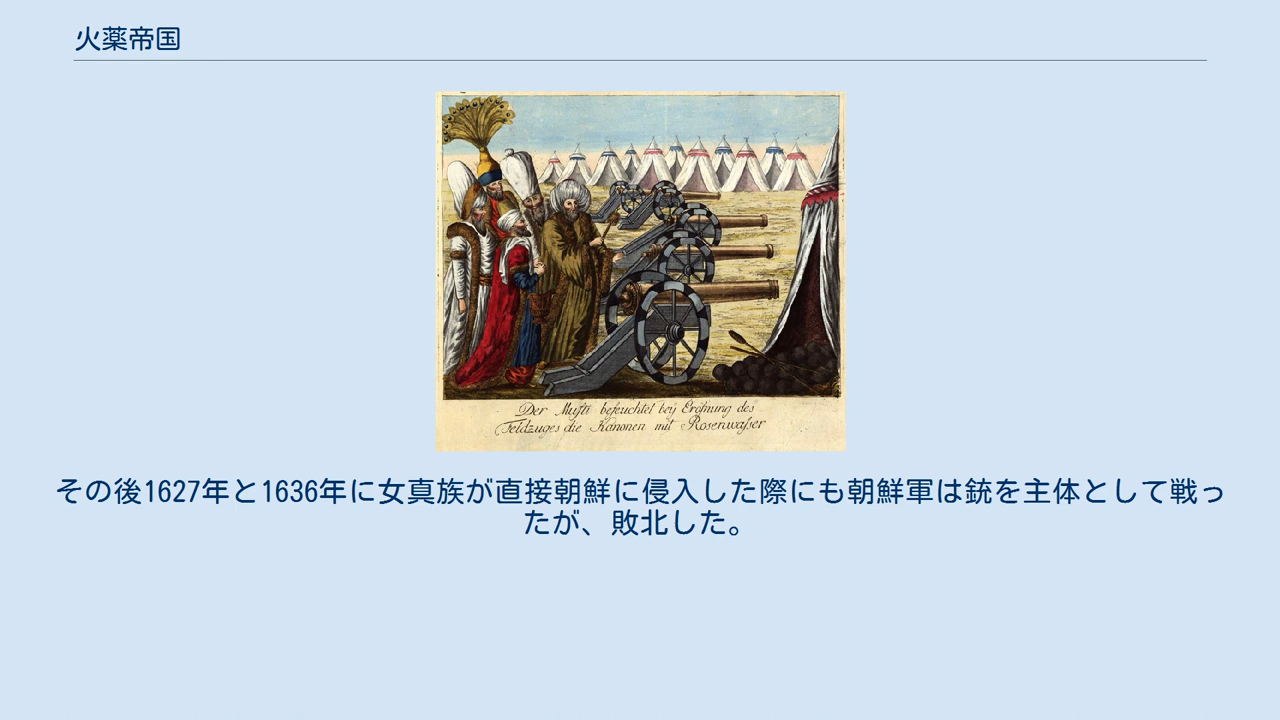 火薬帝国
Der Mufti befeuchtet bey Eröfnung des
Feldzuges die Kanonen mit Rosenwasser
その後1627年と1636年に女真族が直接朝鮮に侵入した際にも朝鮮軍は銃を主体として戦っ
たが、敗北した。